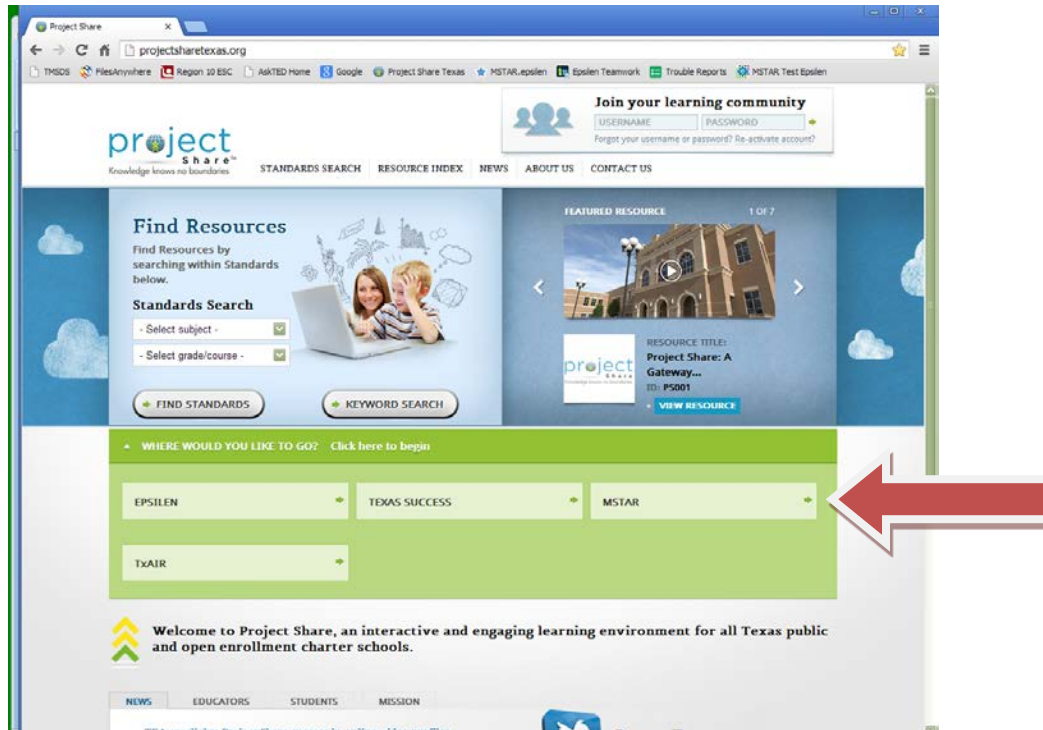 Project Share
projectsharetexas.org
TMSDS FilesAnywhere Region 10 ESC AskTED Home Google Project Share Texas MSTAR.epsilen Epsilen Teamwork Trouble Reports MSTAR Test Epsilen
Join your learning community
USERNAME PASSWORD
Forgot your username or password? Re-activate account?
project
Share
Knowledge knows no boundaries
STANDARDS SEARCH RESOURCE INDEX NEWS ABOUT US CONTACT US
Find Resources
Find Resources by
searching within Standards
below.
Standards Search
- Select subject -
- Select grade/course -
FIND STANDARDS KEYWORD SEARCH
FEATURED RESOURCE 1 OF 7
project
Share
RESOURCE TITLE:
Project Share: A
Gateway...
ID: PS001
VIEW RESOURCE
WHERE WOULD YOU LIKE TO GO? Click here to begin
EPSILEN TEXAS SUCCESS MSTAR
TxAIR
Welcome to Project Share, an interactive and engaging learning environment for all Texas public
and open enrollment charter schools.
NEWS EDUCATORS STUDENTS MISSION